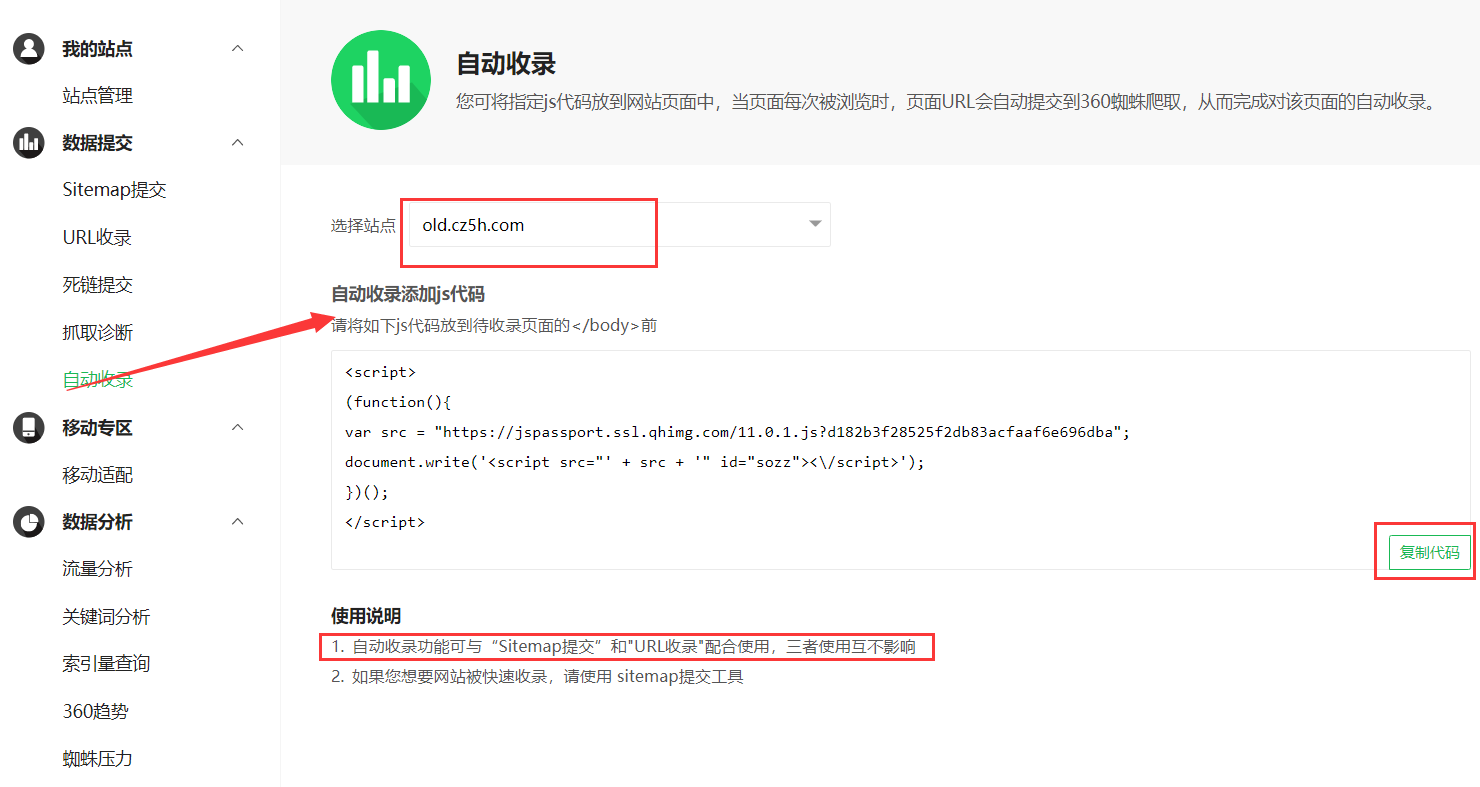 我的站点
站点管理
数据提交
Sitemap提交
URL收录
死链提交
抓取诊断
自动收录
移动专区
移动适配
数据分析
流量分析
关键词分析
索引量查询
360趋势
蜘蛛压力
自动收录
您可将指定js代码放到网站页面中，当页面每次被浏览时，页面URL会自动提交到360蜘蛛爬取，从而完成对该页面的自动收录。
选择站点 old.cz5h.com
自动收录添加js代码
请将如下js代码放到待收录页面的</body>前
<script>
(function(){
var src = "https://jspassport.ssl.qhimg.com/11.0.1.js?d182b3f28525f2db83acfaaf6e696dba";
document.write('<script src="' + src + '" id="sozz"><\/script>');
})();
</script>
复制代码
使用说明
1. 自动收录功能可与“Sitemap提交”和"URL收录"配合使用，三者使用互不影响
2. 如果您想要网站被快速收录，请使用 sitemap提交工具